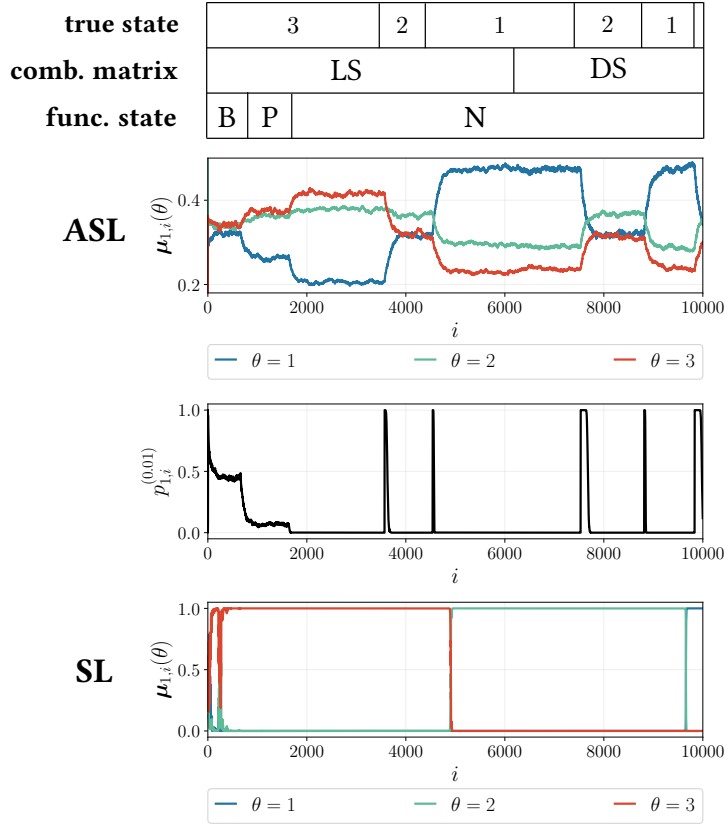 true state 3 2 1 2 1
comb. matrix LS DS
func. state B P N
ASL
μ1,i(θ)
0.4
0.2
0 2000 4000 6000 8000 10000
i
θ = 1 θ = 2 θ = 3
p1,i(0.01)
1.0
0.5
0.0
0 2000 4000 6000 8000 10000
i
SL
μ1,i(θ)
1.0
0.5
0.0
0 2000 4000 6000 8000 10000
i
θ = 1 θ = 2 θ = 3